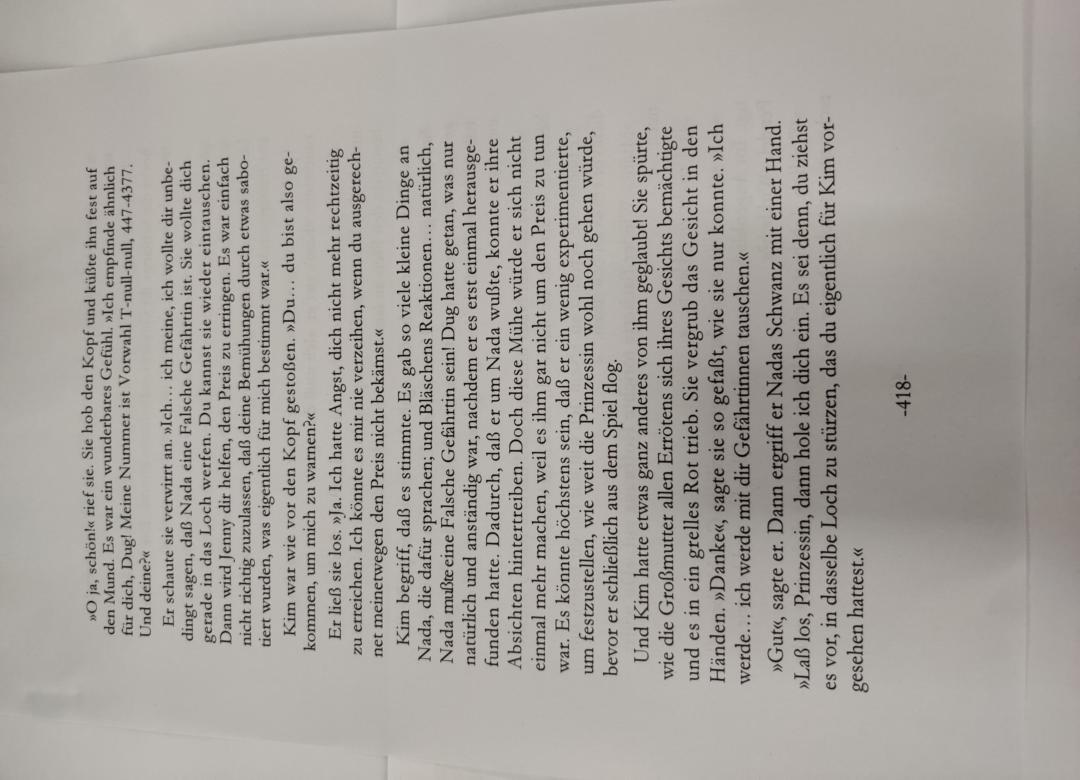 »O ja, schön!« rief sie. Sie hob den Kopf und küßte ihn fest auf
den Mund. Es war ein wunderbares Gefühl. »Ich empfinde ähnlich
für dich, Dug! Meine Nummer ist Vorwahl T-null-null, 447-4377.
Und deine?«
Er schaute sie verwirrt an. »Ich... ich meine, ich wollte dir unbe-
dingt sagen, daß Nada eine Falsche Gefährtin ist. Sie wollte dich
gerade in das Loch werfen. Du kannst sie wieder eintauschen.
Dann wird Jenny dir helfen, den Preis zu erringen. Es war einfach
nicht richtig zuzulassen, daß deine Bemühungen durch etwas sabo-
tiert wurden, was eigentlich für mich bestimmt war.«
Kim war wie vor den Kopf gestoßen. »Du... du bist also ge-
kommen, um mich zu warnen?«
Er ließ sie los. »Ja. Ich hatte Angst, dich nicht mehr rechtzeitig
zu erreichen. Ich könnte es mir nie verzeihen, wenn du ausgerech-
net meinetwegen den Preis nicht bekämst.«
Kim begriff, daß es stimmte. Es gab so viele kleine Dinge an
Nada, die dafür sprachen; und Bläschens Reaktionen... natürlich,
Nada mußte eine Falsche Gefährtin sein! Dug hatte getan, was nur
natürlich und anständig war, nachdem er es erst einmal herausge-
funden hatte. Dadurch, daß er um Nada wußte, konnte er ihre
Absichten hintertreiben. Doch diese Mühe würde er sich nicht
einmal mehr machen, weil es ihm gar nicht um den Preis zu tun
war. Es könnte höchstens sein, daß er ein wenig experimentierte,
um festzustellen, wie weit die Prinzessin wohl noch gehen würde,
bevor er schließlich aus dem Spiel flog.
Und Kim hatte etwas ganz anderes von ihm geglaubt! Sie spürte,
wie die Großmutter allen Errötens sich ihres Gesichts bemächtigte
und es in ein grelles Rot trieb. Sie vergrub das Gesicht in den
Händen. »Danke«, sagte sie so gefaßt, wie sie nur konnte. »Ich
werde... ich werde mit dir Gefährtinnen tauschen.«
»Gut«, sagte er. Dann ergriff er Nadas Schwanz mit einer Hand.
»Laß los, Prinzessin, dann hole ich dich ein. Es sei denn, du ziehst
es vor, in dasselbe Loch zu stürzen, das du eigentlich für Kim vor-
gesehen hattest.«
-418-